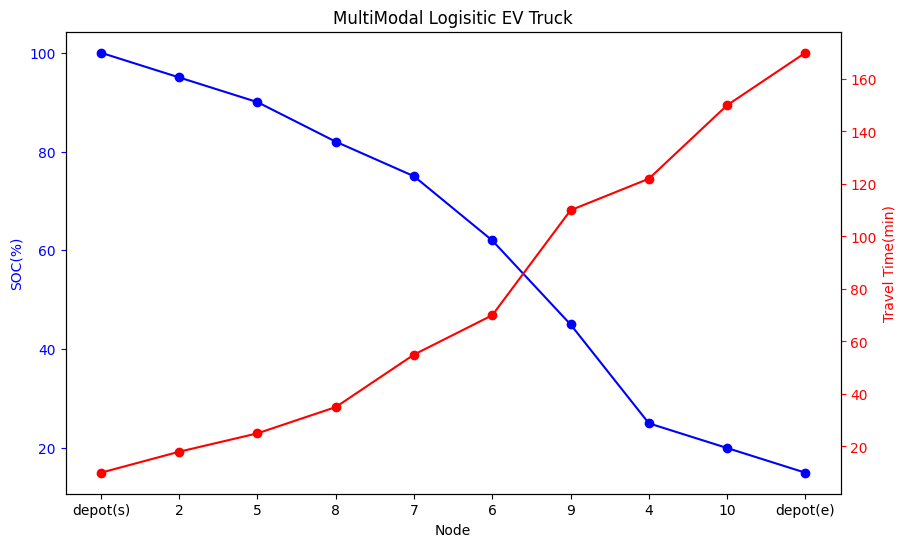 MultiModal Logisitic EV Truck
100
80
60
40
20
SOC(%)
160
140
120
100
80
60
40
20
Travel Time(min)
depot(s) 2 5 8 7 6 9 4 10 depot(e)
Node